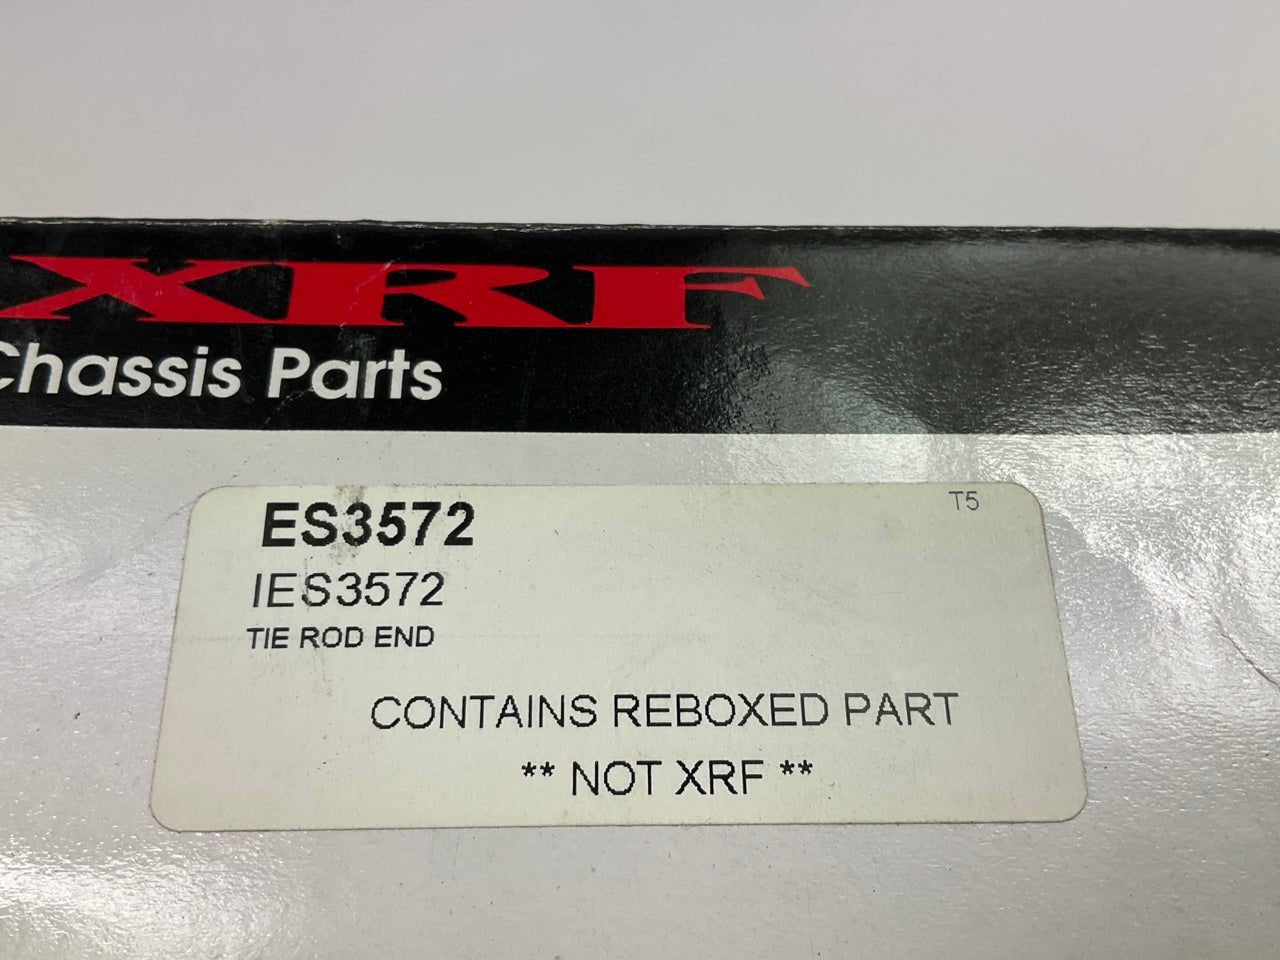 XRF
Chassis Parts
ES3572
T5
IES3572
TIE ROD END
CONTAINS REBOXED PART
** NOT XRF **